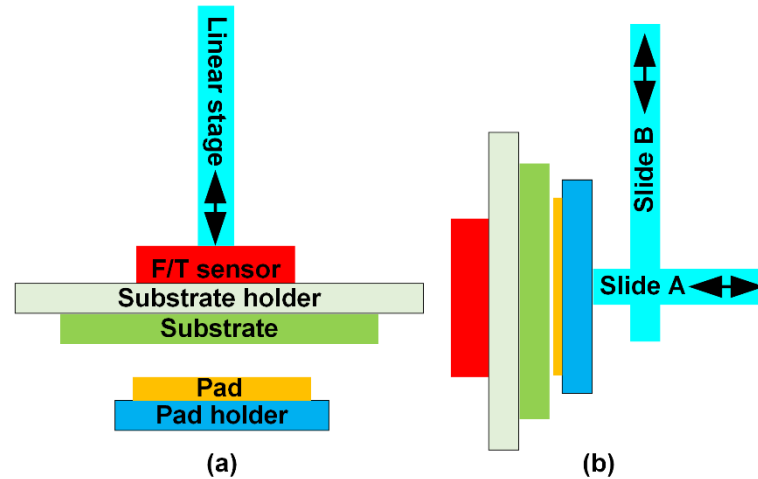 Linear stage
F/T sensor
Substrate holder
Substrate
Pad
Pad holder
(a)
Slide B
Slide A
(b)